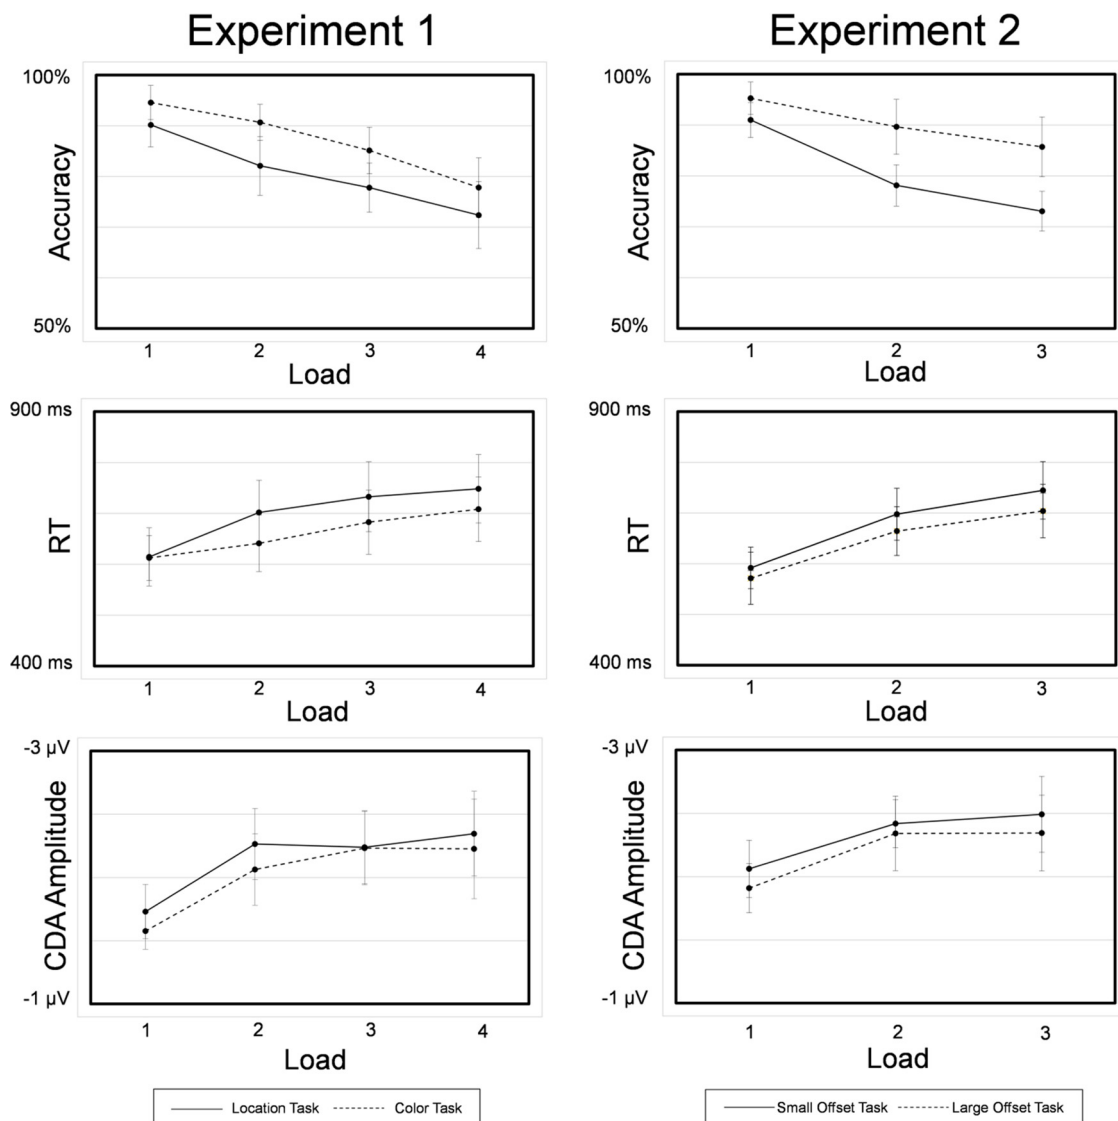 Experiment 1
Experiment 2
100%
Accuracy
50%
1 2 3 4
Load
100%
Accuracy
50%
1 2 3
Load
900 ms
RT
400 ms
1 2 3 4
Load
900 ms
RT
400 ms
1 2 3
Load
-3 µV
CDA Amplitude
-1 µV
1 2 3 4
Load
-3 µV
CDA Amplitude
-1 µV
1 2 3
Load
Location Task Color Task
Small Offset Task Large Offset Task